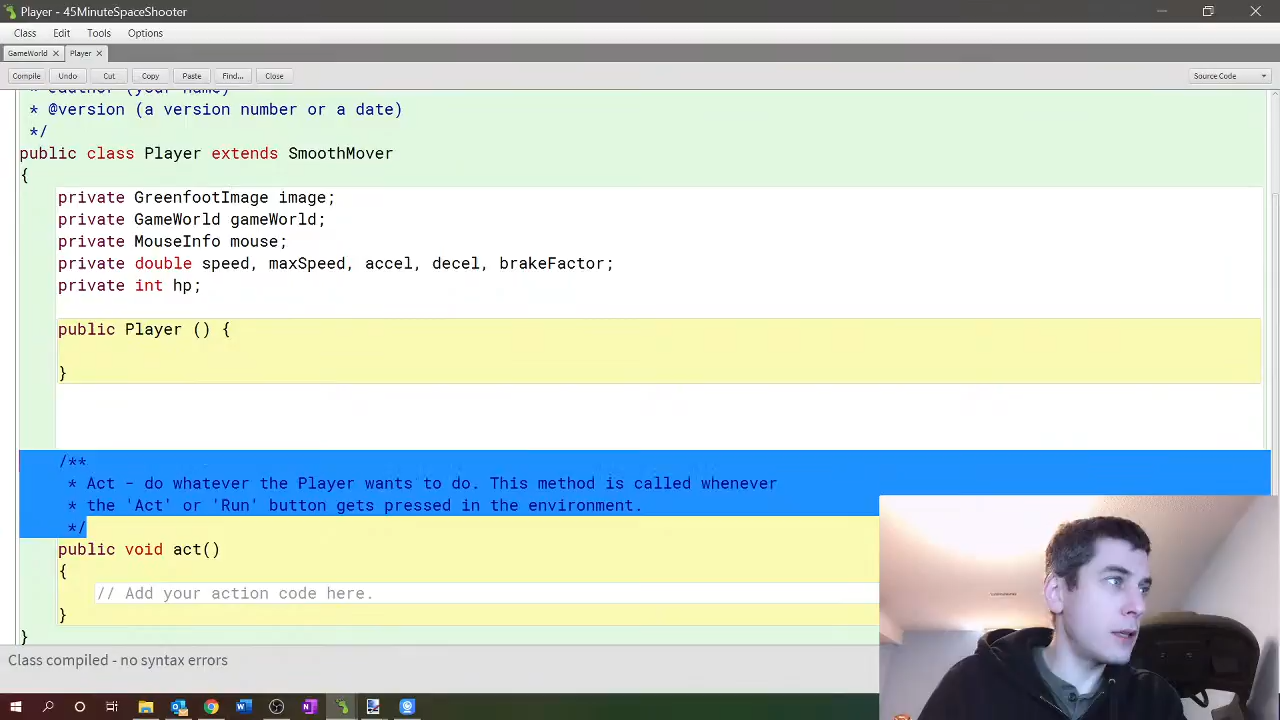 Player - 45MinuteSpaceShooter
Class Edit Tools Options
GameWorld × Player ×
Compile Undo Cut Copy Paste Find... Close Source Code
* @author (your name)
* @version (a version number or a date)
*/
public class Player extends SmoothMover
{
private GreenfootImage image;
private GameWorld gameWorld;
private MouseInfo mouse;
private double speed, maxSpeed, accel, decel, brakeFactor;
private int hp;
public Player () {
}
/**
* Act - do whatever the Player wants to do. This method is called whenever
* the 'Act' or 'Run' button gets pressed in the environment.
*/
public void act()
{
// Add your action code here.
}
}
Class compiled - no syntax errors